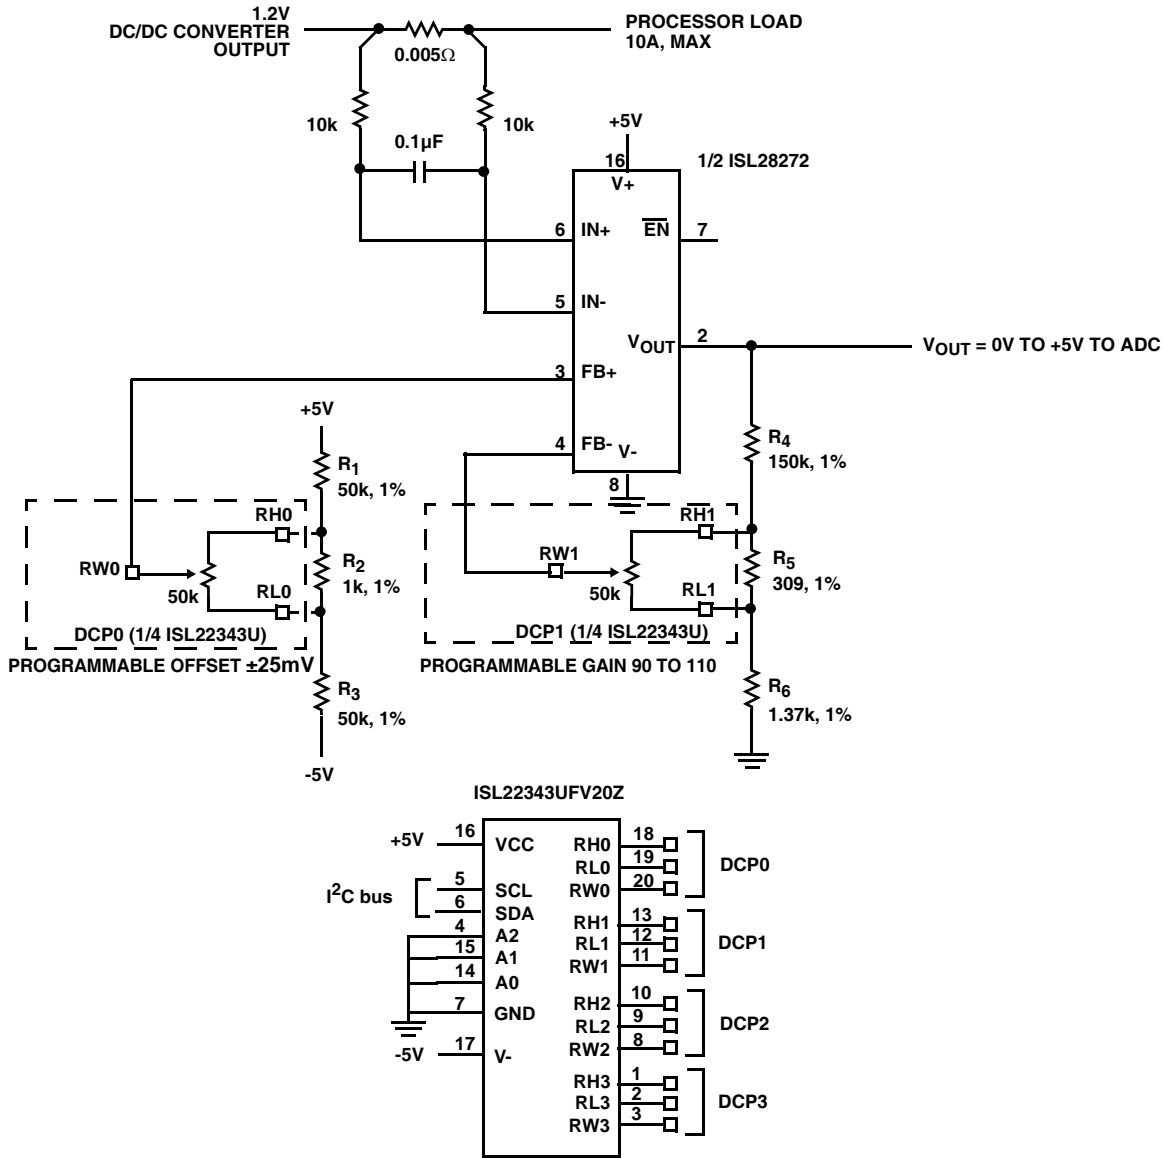 1.2V
DC/DC CONVERTER
OUTPUT
PROCESSOR LOAD
10A, MAX
0.005Ω
10k
10k
0.1µF
+5V
16
V+
1/2 ISL28272
6 IN+
EN 7
5 IN-
VOUT 2
VOUT = 0V TO +5V TO ADC
3 FB+
4 FB-
V-
8
+5V
R1
50k, 1%
RH0
RW0
R2
1k, 1%
50k
RL0
DCP0 (1/4 ISL22343U)
PROGRAMMABLE OFFSET ±25mV
R3
50k, 1%
-5V
R4
150k, 1%
RH1
RW1
R5
309, 1%
50k
RL1
DCP1 (1/4 ISL22343U)
PROGRAMMABLE GAIN 90 TO 110
R6
1.37k, 1%
ISL22343UFV20Z
+5V 16 VCC
I2C bus
5 SCL
6 SDA
4 A2
15 A1
14 A0
7 GND
-5V 17 V-
RH0 18
RL0 19
RW0 20
DCP0
RH1 13
RL1 12
RW1 11
DCP1
RH2 10
RL2 9
RW2 8
DCP2
RH3 1
RL3 2
RW3 3
DCP3